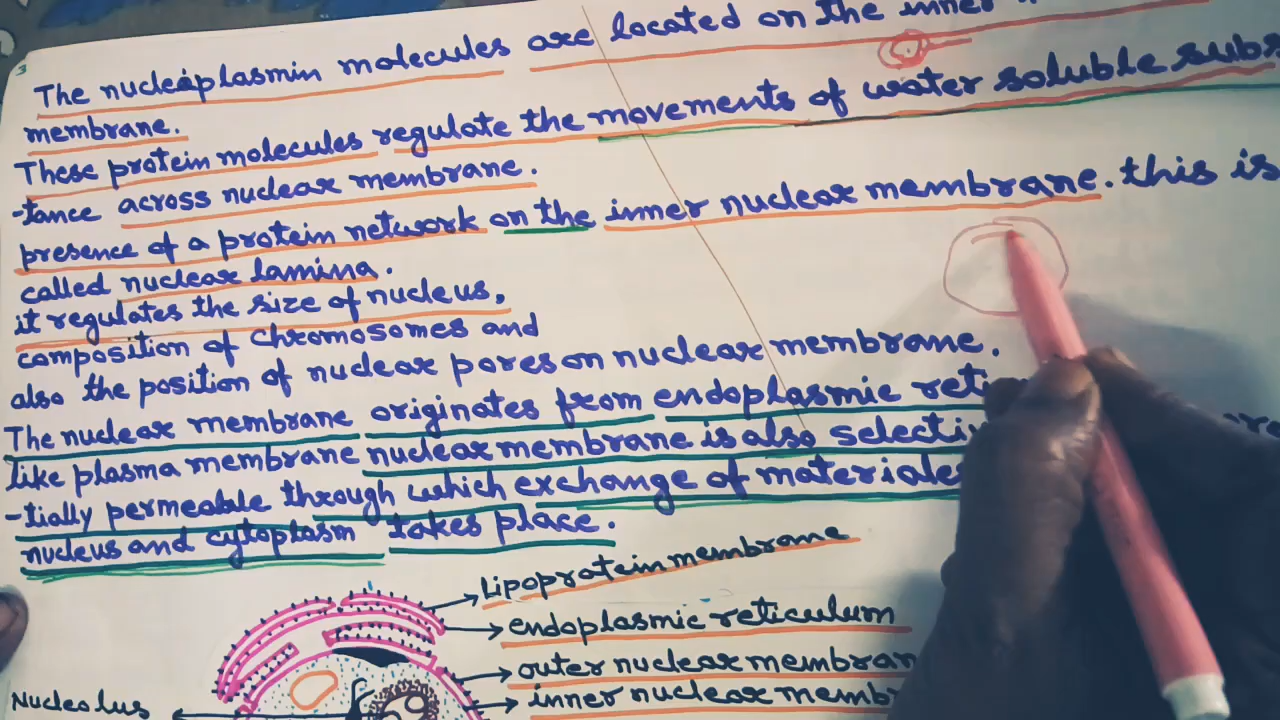 The nucleaplasmin molecules are located on the inner
membrane.
These protein molecules regulate the movements of water soluble subs
-tance across nuclear membrane.
presence of a protein network on the inner nuclear membrane. this is
called nuclear lamina.
it regulates the size of nucleus,
composition of chromosomes and
also the position of nuclear pores on nuclear membrane.
The nuclear membrane originates from endoplasmic reti
like plasma membrane nuclear membrane is also selectiv
-tially permeable through which exchange of materiales
nucleus and cytoplasm takes place.
Lipoprotein membrane
endoplasmic reticulum
outer nuclear membran
inner nuclear memb
Nucleolus